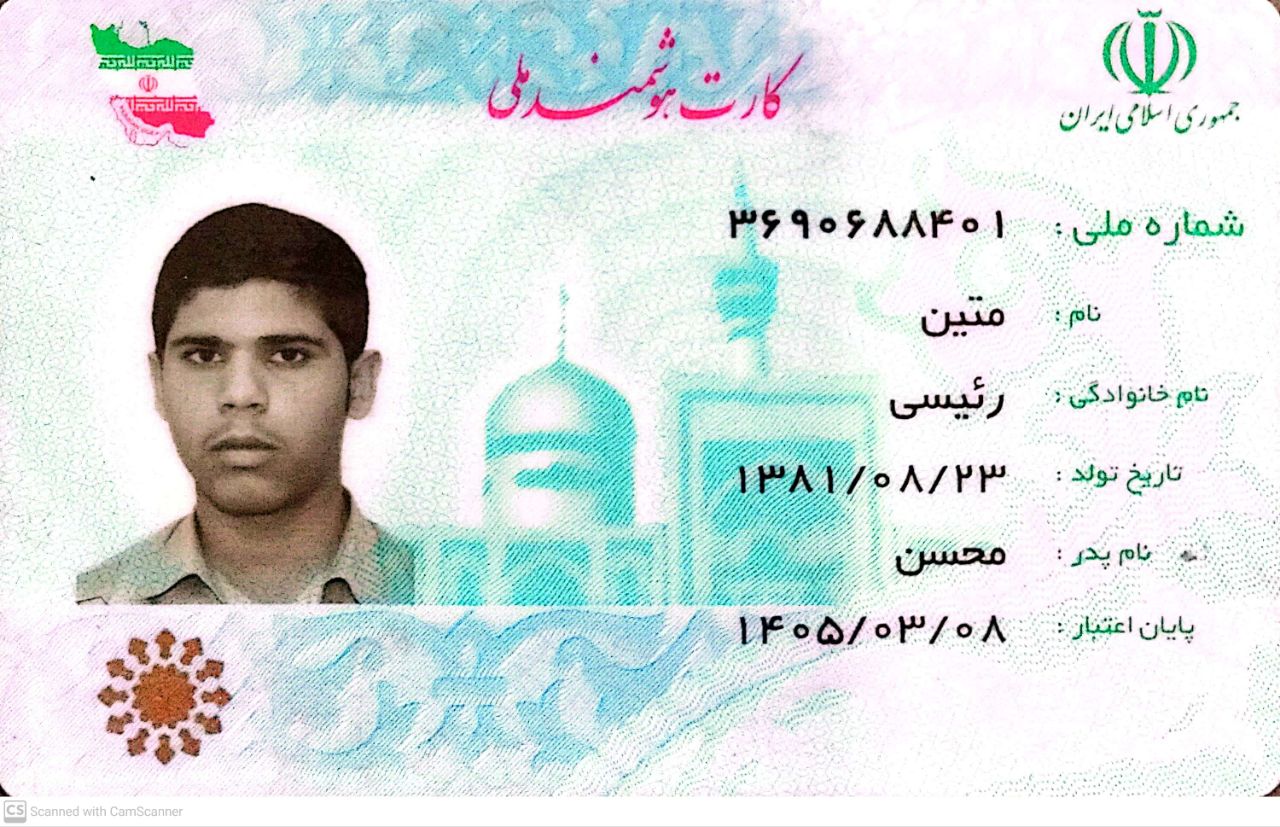 کارت هوشمند ملی
جمهوری اسلامی ایران
شماره ملی: ۳۶۹۰۶۸۸۴۰۱
نام: متین
نام خانوادگی: رئیسی
تاریخ تولد: ۱۳۸۱/۰۸/۲۳
نام پدر: محسن
پایان اعتبار: ۱۴۰۵/۰۳/۰۸
CS Scanned with CamScanner